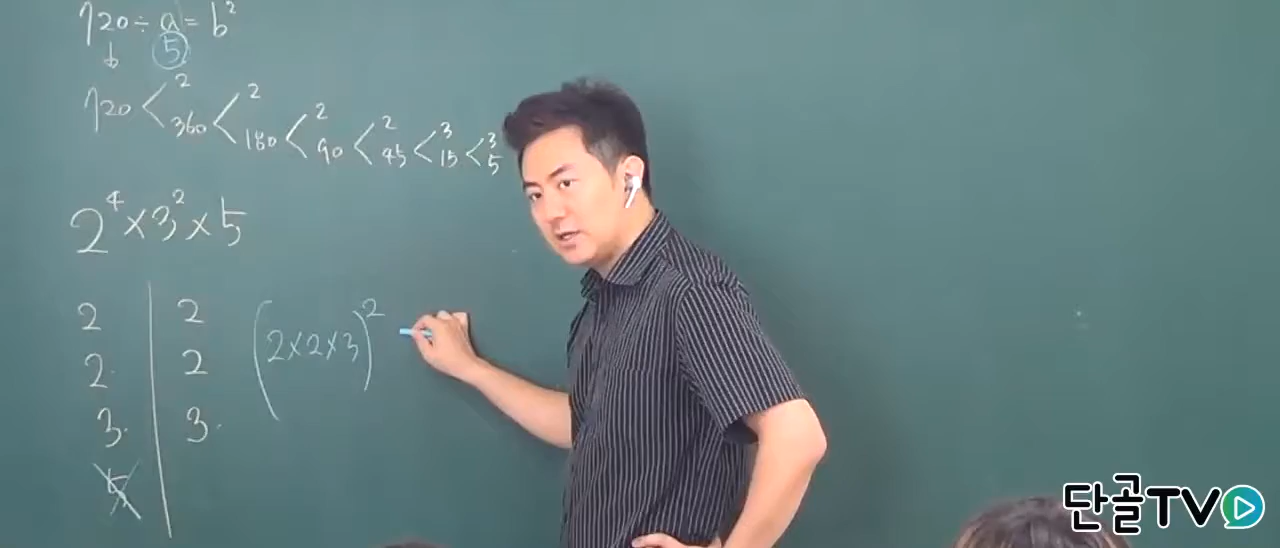 720 ÷ a = b²
↓ 5
720 < 2 360 < 2 180 < 2 90 < 2 45 < 3 15 < 3 5
2⁴×3²×5
2 2 (2×2×3)²
2 2
3 3
5
단골TV